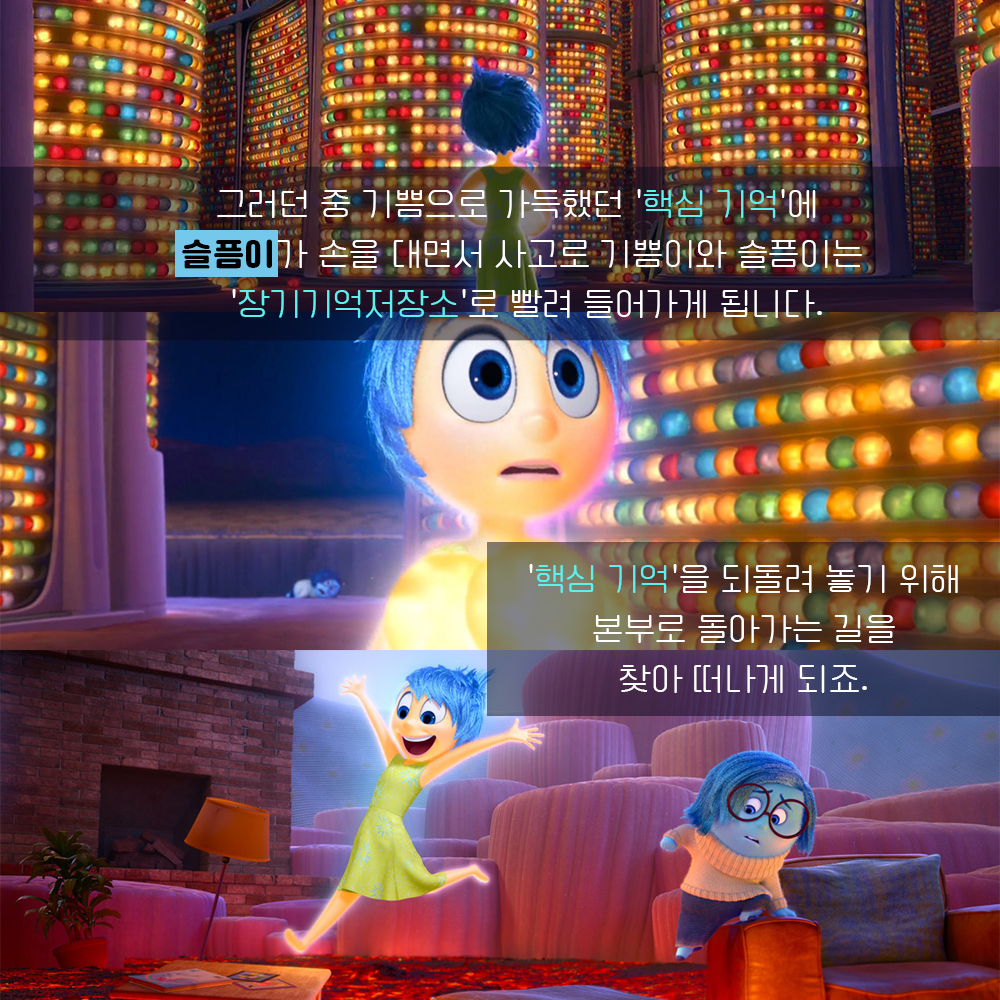 그러던 중 기쁨으로 가득했던 '핵심 기억'에
슬픔이가 손을 대면서 사고로 기쁨이와 슬픔이는
'장기기억저장소'로 빨려 들어가게 됩니다.
'핵심 기억'을 되돌려 놓기 위해
본부로 돌아가는 길을
찾아 떠나게 되죠.